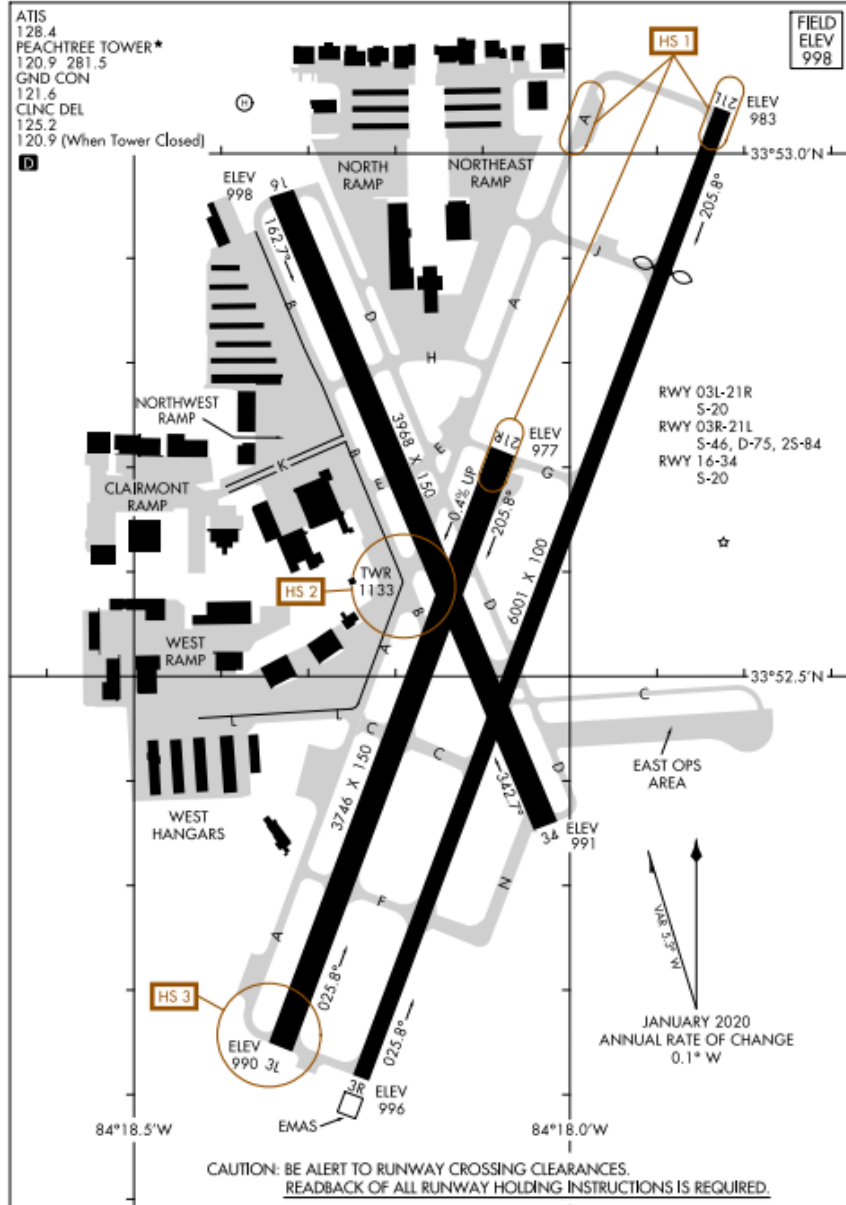 ATIS
128.4
PEACHTREE TOWER★
120.9 281.5
GND CON
121.6
CLNC DEL
125.2
120.9 (When Tower Closed)
D
FIELD
ELEV
998
HS 1
H
A
21L
ELEV
983
33°53.0'N
NORTH
RAMP
NORTHEAST
RAMP
ELEV
998
16
162.7°
205.8°
B
D
A
J
H
NORTHWEST
RAMP
3968 X 150
E
21R
ELEV
977
RWY 03L-21R
S-20
RWY 03R-21L
S-46, D-75, 2S-84
RWY 16-34
S-20
K
B
E
G
0.4% UP
205.8°
CLAIRMONT
RAMP
HS 2
TWR
1133
6001 X 100
B
D
A
WEST
RAMP
33°52.5'N
L
L
C
C
C
EAST OPS
AREA
3746 X 150
342.7°
D
WEST
HANGARS
34
ELEV
991
N
F
A
VAR 5.3° W
HS 3
025.8°
025.8°
ELEV
990
3L
JANUARY 2020
ANNUAL RATE OF CHANGE
0.1° W
3R
ELEV
996
EMAS
84°18.5'W
84°18.0'W
CAUTION: BE ALERT TO RUNWAY CROSSING CLEARANCES.
READBACK OF ALL RUNWAY HOLDING INSTRUCTIONS IS REQUIRED.